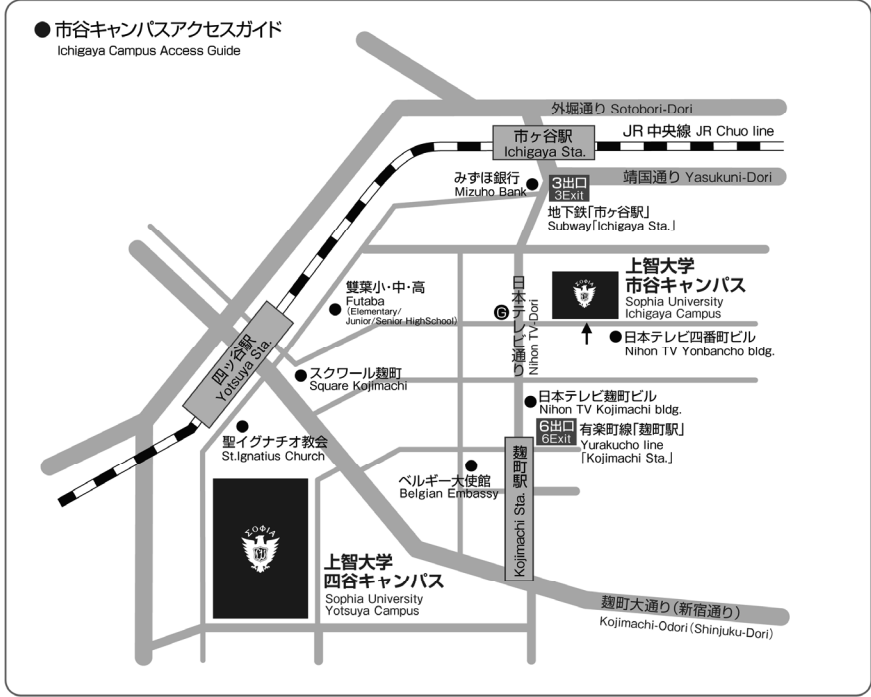 ● 市谷キャンパスアクセスガイド
Ichigaya Campus Access Guide
外堀通り Sotobori-Dori
市ヶ谷駅
Ichigaya Sta.
JR 中央線 JR Chuo line
みずほ銀行
Mizuho Bank
3出口
3Exit
靖国通り Yasukuni-Dori
地下鉄「市ヶ谷駅」
Subway「Ichigaya Sta.」
上智大学
市谷キャンパス
Sophia University
Ichigaya Campus
雙葉小・中・高
Futaba
(Elementary/
Junior/Senior HighSchool)
G
日本テレビ通り
Nihon TV-Dori
日本テレビ四番町ビル
Nihon TV Yonbancho bldg.
四ッ谷駅
Yotsuya Sta.
スクワール麹町
Square Kojimachi
日本テレビ麹町ビル
Nihon TV Kojimachi bldg.
6出口
6Exit
有楽町線「麹町駅」
Yurakucho line
「Kojimachi Sta.」
聖イグナチオ教会
St.Ignatius Church
ベルギー大使館
Belgian Embassy
麹町駅
Kojimachi Sta.
ΣΟΦΙΑ
上智大学
四谷キャンパス
Sophia University
Yotsuya Campus
麹町大通り(新宿通り)
Kojimachi-Odori(Shinjuku-Dori)